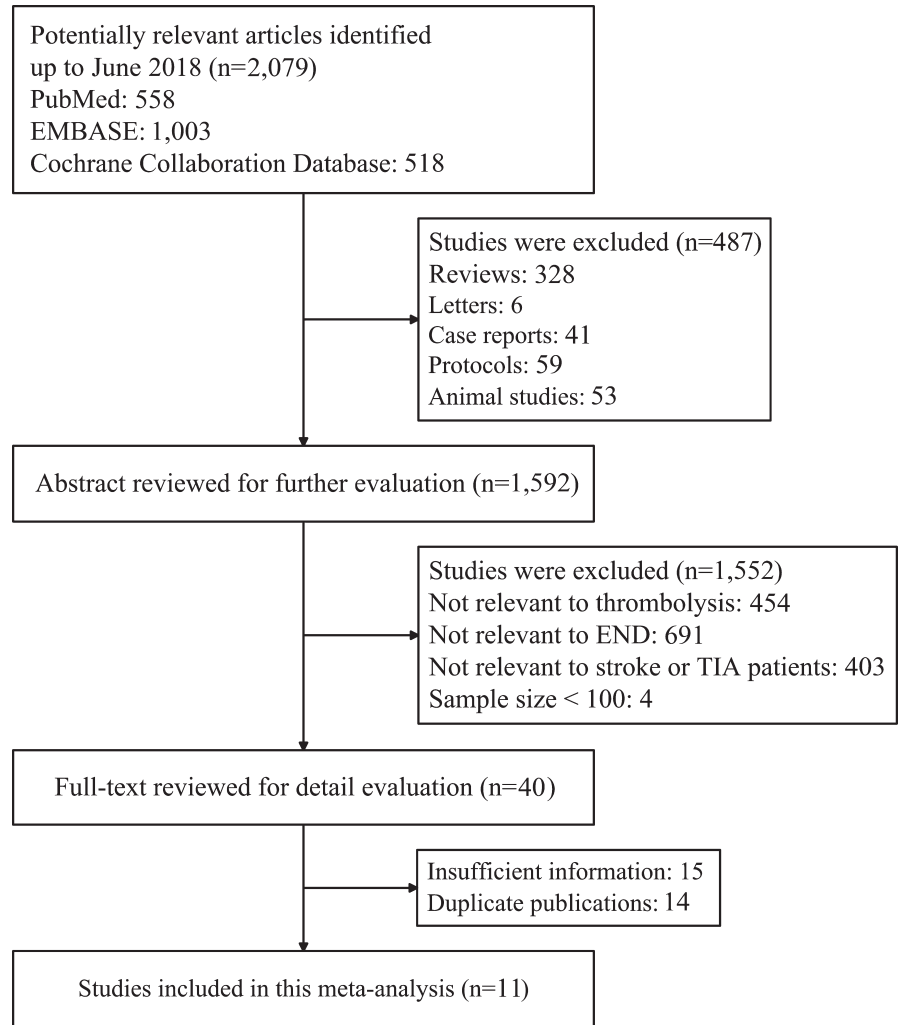 Potentially relevant articles identified
up to June 2018 (n=2,079)
PubMed: 558
EMBASE: 1,003
Cochrane Collaboration Database: 518
Studies were excluded (n=487)
Reviews: 328
Letters: 6
Case reports: 41
Protocols: 59
Animal studies: 53
Abstract reviewed for further evaluation (n=1,592)
Studies were excluded (n=1,552)
Not relevant to thrombolysis: 454
Not relevant to END: 691
Not relevant to stroke or TIA patients: 403
Sample size < 100: 4
Full-text reviewed for detail evaluation (n=40)
Insufficient information: 15
Duplicate publications: 14
Studies included in this meta-analysis (n=11)